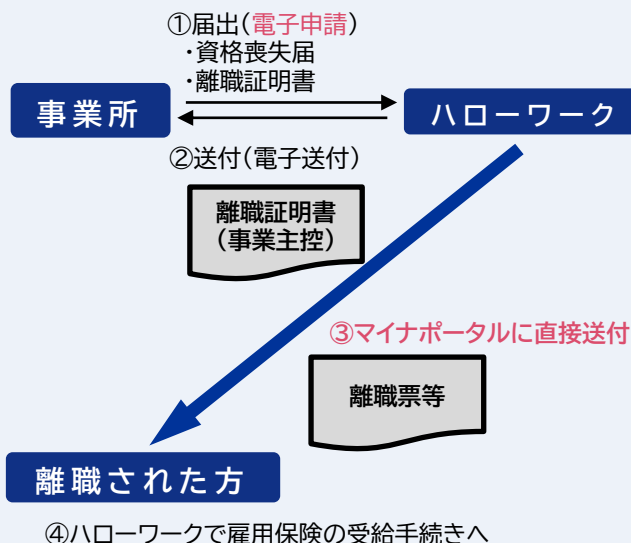 ①届出(電子申請)
・資格喪失届
・離職証明書
事業所
ハローワーク
②送付(電子送付)
離職証明書
(事業主控)
③マイナポータルに直接送付
離職票等
離職された方
④ハローワークで雇用保険の受給手続きへ